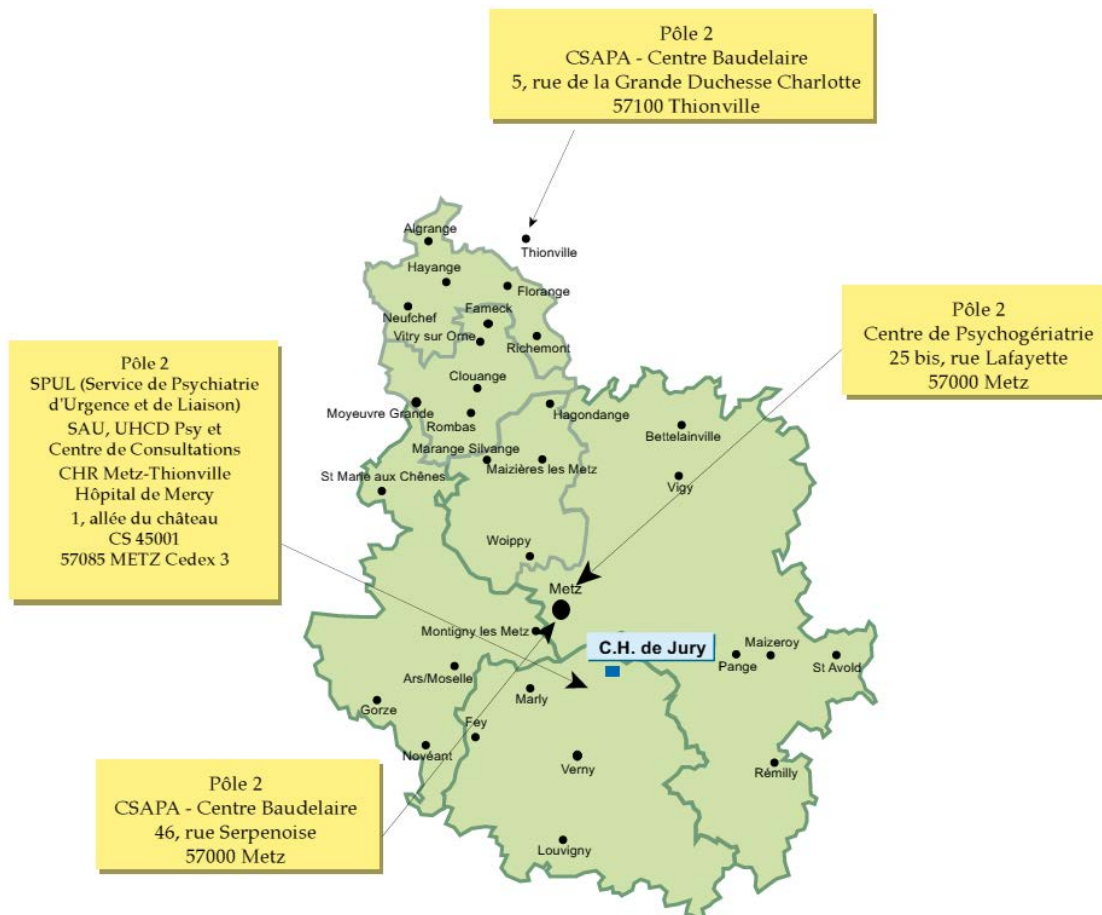 Pôle 2
CSAPA - Centre Baudelaire
5, rue de la Grande Duchesse Charlotte
57100 Thionville
Algrange
Thionville
Hayange
Florange
Neufchef
Fameck
Vitry sur Orne
Richemont
Pôle 2
Centre de Psychogériatrie
25 bis, rue Lafayette
57000 Metz
Pôle 2
SPUL (Service de Psychiatrie
d'Urgence et de Liaison)
SAU, UHCD Psy et
Centre de Consultations
CHR Metz-Thionville
Hôpital de Mercy
1, allée du château
CS 45001
57085 METZ Cedex 3
Clouange
Moyeuvre Grande
Rombas
Hagondange
Bettelainville
Marange Silvange
Maizières les Metz
St Marie aux Chênes
Vigy
Woippy
Metz
Montigny les Metz
C.H. de Jury
Pange
Maizeroy
St Avold
Ars/Moselle
Marly
Gorze
Fey
Novéant
Verny
Rémilly
Louvigny
Pôle 2
CSAPA - Centre Baudelaire
46, rue Serpenoise
57000 Metz